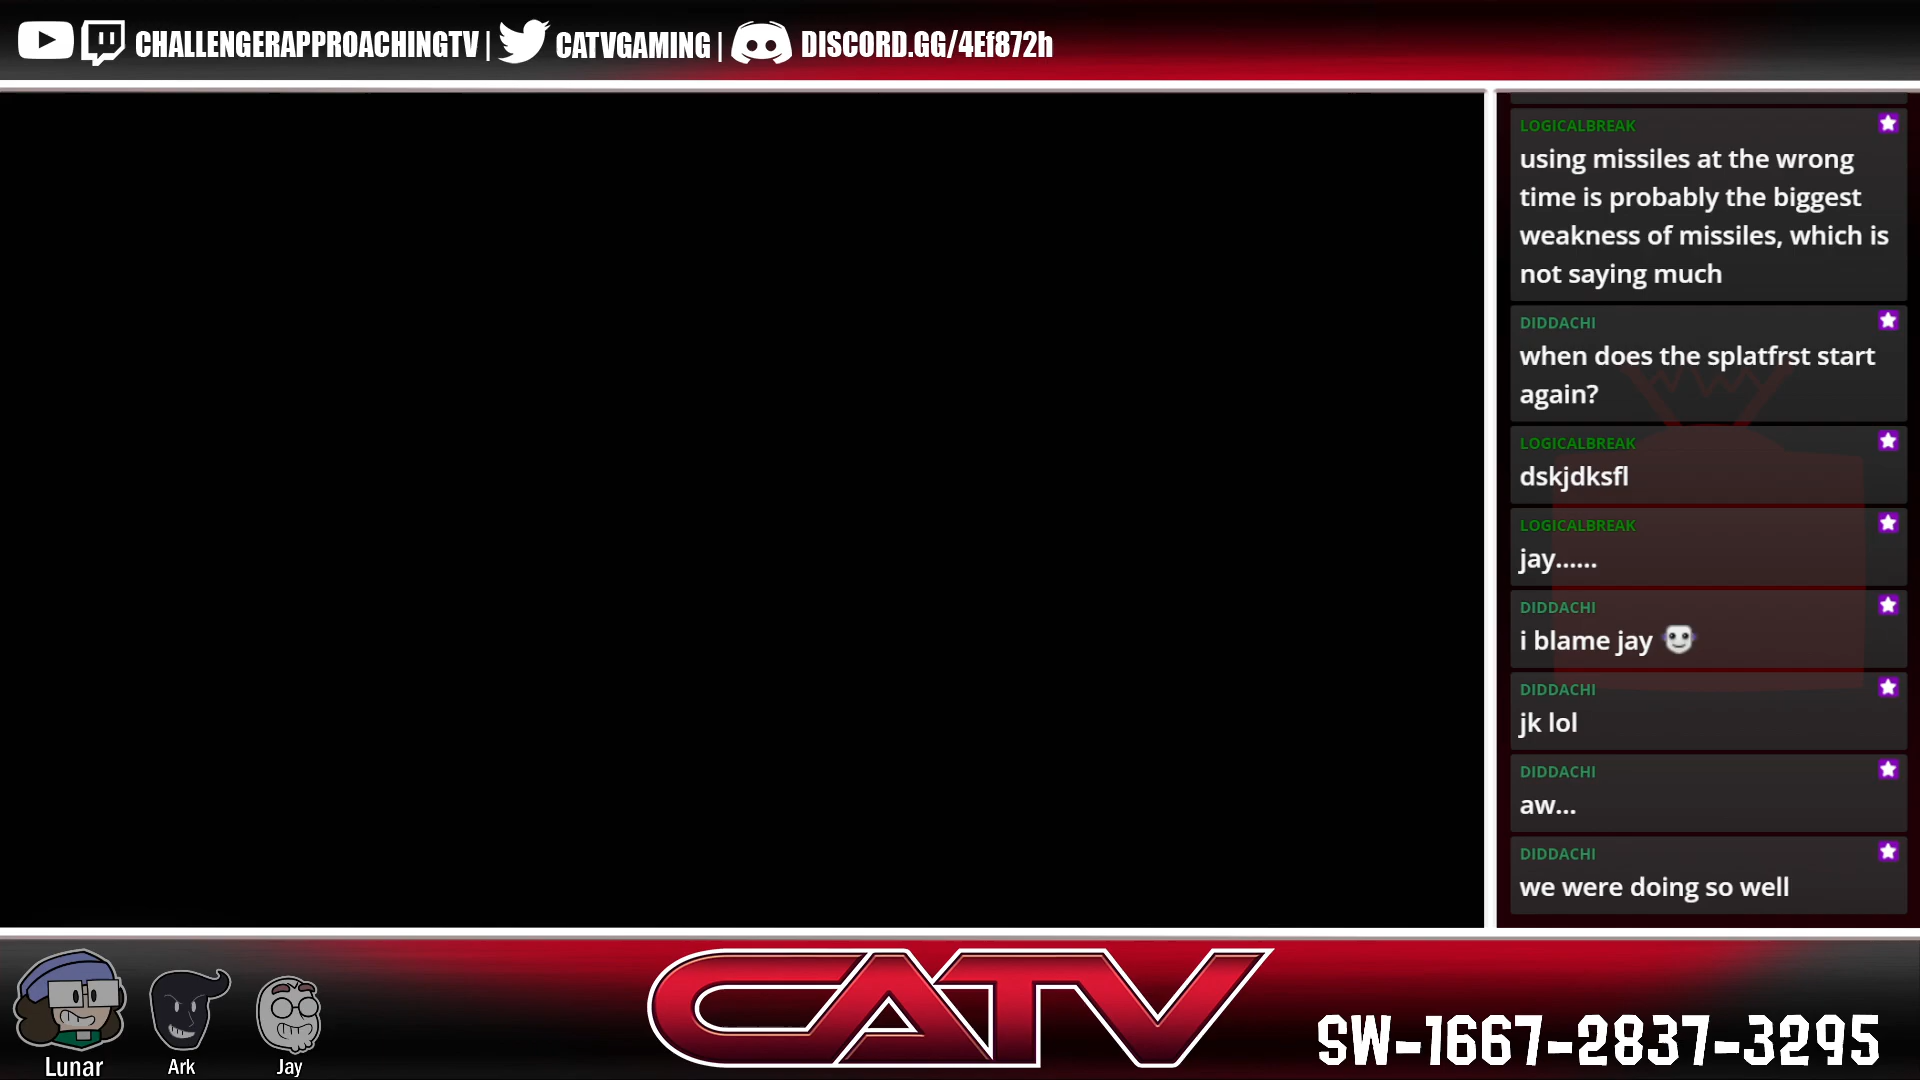 CHALLENGERAPPROACHINGTV | CATVGAMING | DISCORD.GG/4Ef872h
LOGICALBREAK
using missiles at the wrong
time is probably the biggest
weakness of missiles, which is
not saying much
DIDDACHI
when does the splatfrst start
again?
LOGICALBREAK
dskjdksfl
LOGICALBREAK
jay......
DIDDACHI
i blame jay
DIDDACHI
jk lol
DIDDACHI
aw...
DIDDACHI
we were doing so well
Lunar
Ark
Jay
CATV
SW-1667-2837-3295